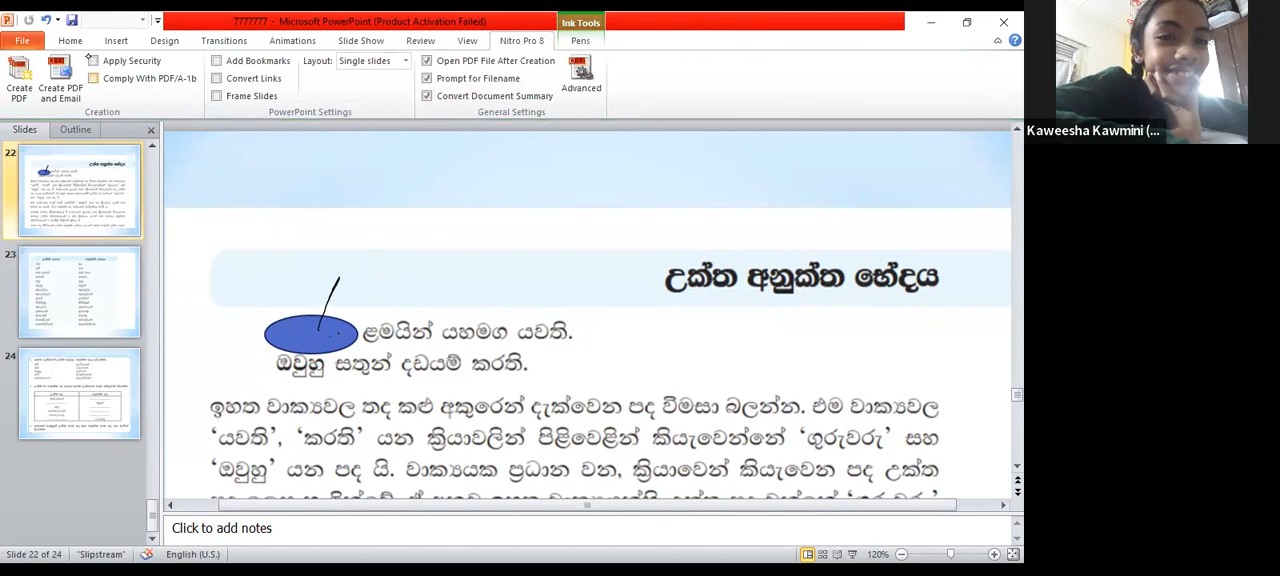 7777777 - Microsoft PowerPoint (Product Activation Failed)
Ink Tools
File Home Insert Design Transitions Animations Slide Show Review View Nitro Pro 8 Pens
Apply Security
Comply With PDF/A-1b
Create PDF
Create PDF and Email
Creation
Add Bookmarks
Convert Links
Frame Slides
Layout: Single slides
PowerPoint Settings
Open PDF File After Creation
Prompt for Filename
Convert Document Summary
General Settings
Advanced
Kaweesha Kawmini (...
Slides Outline
22
23
24
උක්ත අනුක්ත භේදය
ළමයින් යහමග යවති.
ඔවුහු සතුන් දඩයම් කරති.
ඉහත වාක්‍යවල තද කළු අකුරෙන් දැක්වෙන පද විමසා බලන්න. එම වාක්‍යවල
‘යවති’, ‘කරති’ යන ක්‍රියාවලින් පිළිවෙළින් කියැවෙන්නේ ‘ගුරුවරු’ සහ
‘ඔවුහු’ යන පද යි. වාක්‍යයක ප්‍රධාන වන, ක්‍රියාවෙන් කියැවෙන පද උක්ත
Click to add notes
Slide 22 of 24 "Slipstream" English (U.S.) 120%